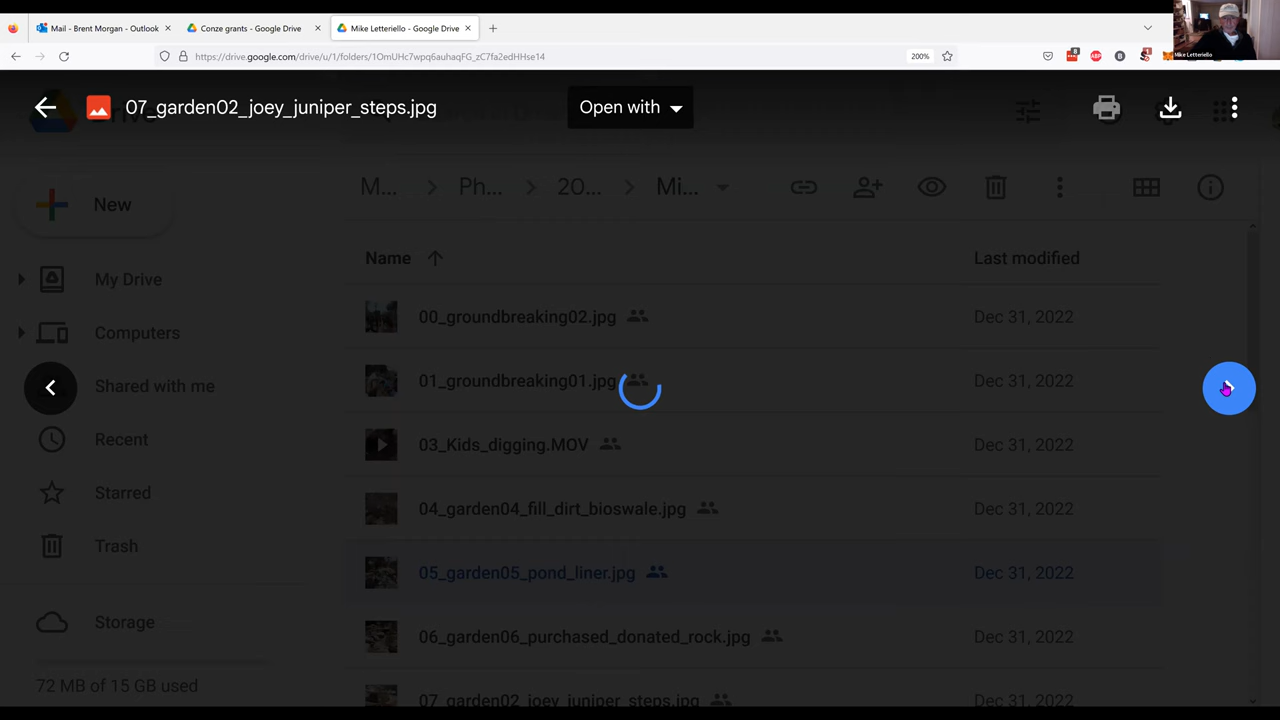 Mail - Brent Morgan - Outlook
Conze grants - Google Drive
Mike Letteriello - Google Drive
https://drive.google.com/drive/u/1/folders/1OmUHc7wpq6auhaqFG_zC7fa2edHHse14
200%
8
Mike Letteriello
07_garden02_joey_juniper_steps.jpg
Open with
New
M... > Ph... > 20... > Mi...
Name
Last modified
My Drive
Computers
Shared with me
Recent
Starred
Trash
Storage
72 MB of 15 GB used
00_groundbreaking02.jpg Dec 31, 2022
01_groundbreaking01.jpg Dec 31, 2022
03_Kids_digging.MOV Dec 31, 2022
04_garden04_fill_dirt_bioswale.jpg Dec 31, 2022
05_garden05_pond_liner.jpg Dec 31, 2022
06_garden06_purchased_donated_rock.jpg Dec 31, 2022
07_garden02_joey_juniper_steps.jpg Dec 31, 2022